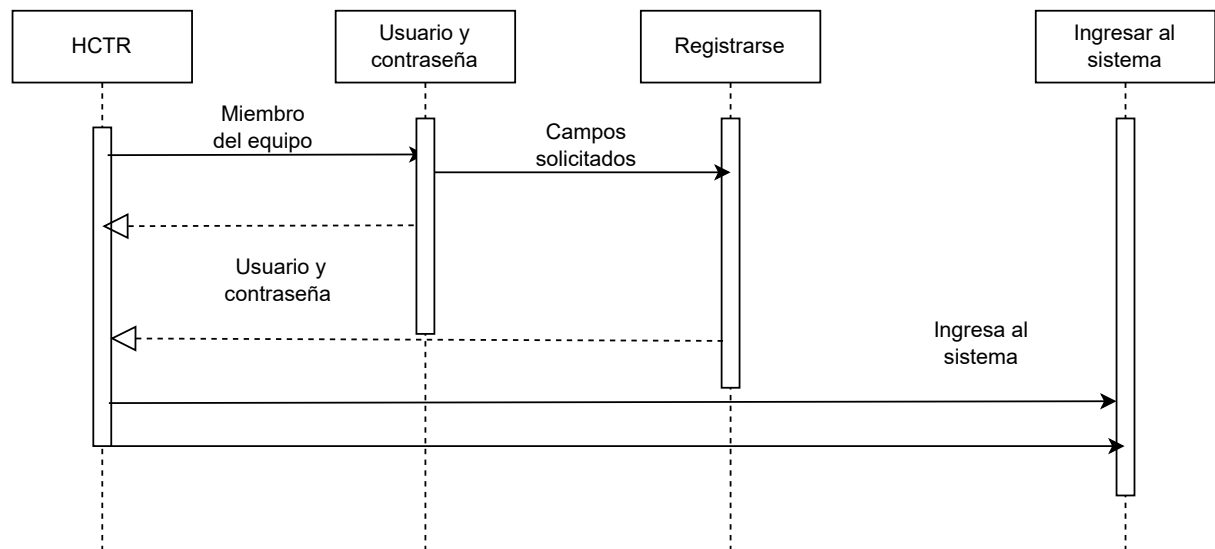 HCTR
Usuario y
contraseña
Registrarse
Ingresar al
sistema
Miembro
del equipo
Campos
solicitados
Usuario y
contraseña
Ingresa al
sistema